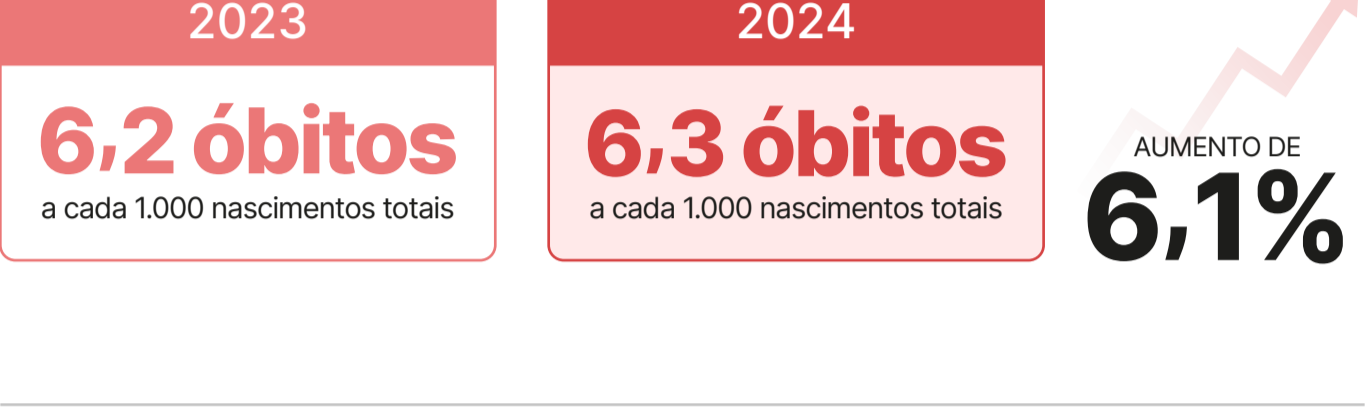 2023
6,2 óbitos
a cada 1.000 nascimentos totais
2024
6,3 óbitos
a cada 1.000 nascimentos totais
AUMENTO DE
6,1%